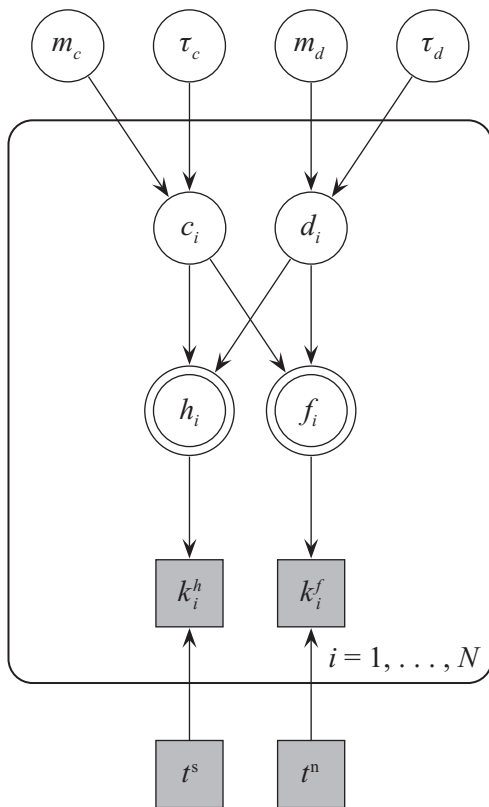 m_c τ_c m_d τ_d
c_i d_i
h_i f_i
k_i^h k_i^f
i = 1, . . . , N
t^s t^n